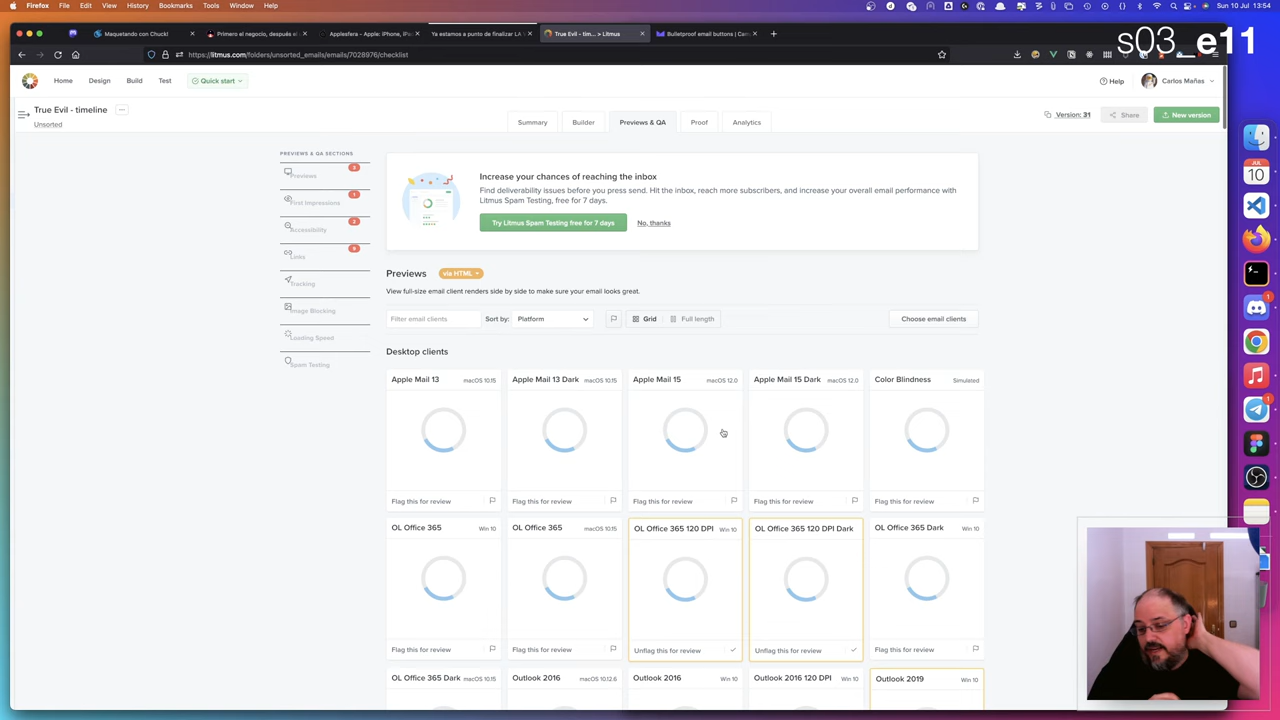 Firefox File Edit View History Bookmarks Tools Window Help
Sun 10 Jul 13:54
Maquetando con Chuck!
Primero el negocio, después el
Applesfera - Apple: iPhone, iPa
Ya estamos a punto de finalizar LA
True Evil - tim... > Litmus
Bulletproof email buttons | Cam
s03 e11
https://litmus.com/folders/unsorted_emails/emails/7028976/checklist
Home Design Build Test Quick start
Help Carlos Mañas
True Evil - timeline
Unsorted
Summary Builder Previews & QA Proof Analytics
Version: 31 Share New version
PREVIEWS & QA SECTIONS
Previews 3
First Impressions 1
Accessibility 2
Links 9
Tracking
Image Blocking
Loading Speed
Spam Testing
Increase your chances of reaching the inbox
Find deliverability issues before you press send. Hit the inbox, reach more subscribers, and increase your overall email performance with
Litmus Spam Testing, free for 7 days.
Try Litmus Spam Testing free for 7 days No, thanks
Previews via HTML
View full-size email client renders side by side to make sure your email looks great.
Filter email clients Sort by: Platform Grid Full length Choose email clients
Desktop clients
Apple Mail 13 macOS 10.15 Apple Mail 13 Dark macOS 10.15 Apple Mail 15 macOS 12.0 Apple Mail 15 Dark macOS 12.0 Color Blindness Simulated
Flag this for review Flag this for review Flag this for review Flag this for review Flag this for review
OL Office 365 Win 10 OL Office 365 macOS 10.15 OL Office 365 120 DPI Win 10 OL Office 365 120 DPI Dark OL Office 365 Dark Win 10
Flag this for review Flag this for review Unflag this for review Unflag this for review Flag this for review
OL Office 365 Dark macOS 10.15 Outlook 2016 macOS 10.12.6 Outlook 2016 Win 10 Outlook 2016 120 DPI Win 10 Outlook 2019 Win 10
JUL
10
1
1